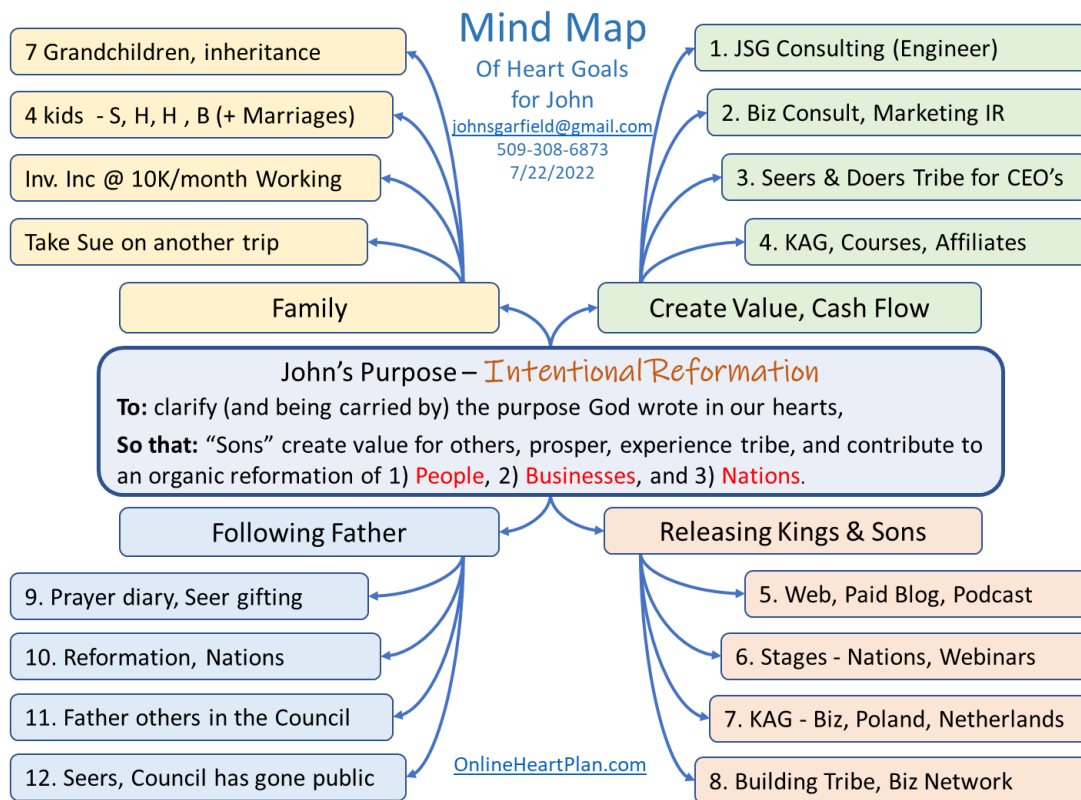 Mind Map
Of Heart Goals
for John
johnsgarfield@gmail.com
509-308-6873
7/22/2022
7 Grandchildren, inheritance
4 kids - S, H, H , B (+ Marriages)
Inv. Inc @ 10K/month Working
Take Sue on another trip
Family
1. JSG Consulting (Engineer)
2. Biz Consult, Marketing IR
3. Seers & Doers Tribe for CEO's
4. KAG, Courses, Affiliates
Create Value, Cash Flow
John's Purpose – Intentional Reformation
To: clarify (and being carried by) the purpose God wrote in our hearts,
So that: “Sons” create value for others, prosper, experience tribe, and contribute to
an organic reformation of 1) People, 2) Businesses, and 3) Nations.
Following Father
9. Prayer diary, Seer gifting
10. Reformation, Nations
11. Father others in the Council
12. Seers, Council has gone public
Releasing Kings & Sons
5. Web, Paid Blog, Podcast
6. Stages - Nations, Webinars
7. KAG - Biz, Poland, Netherlands
8. Building Tribe, Biz Network
OnlineHeartPlan.com